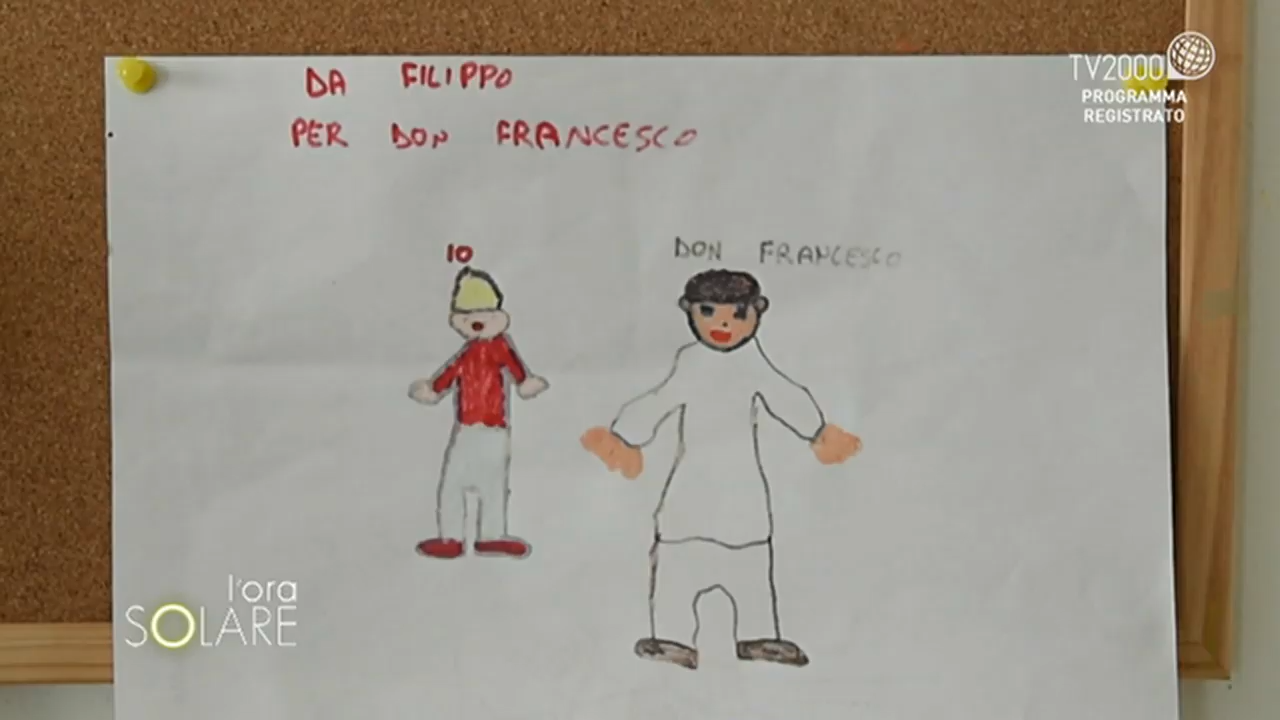 DA FILIPPO
PER DON FRANCESCO
IO
DON FRANCESCO
TV2000
PROGRAMMA
REGISTRATO
l'ora
SOLARE